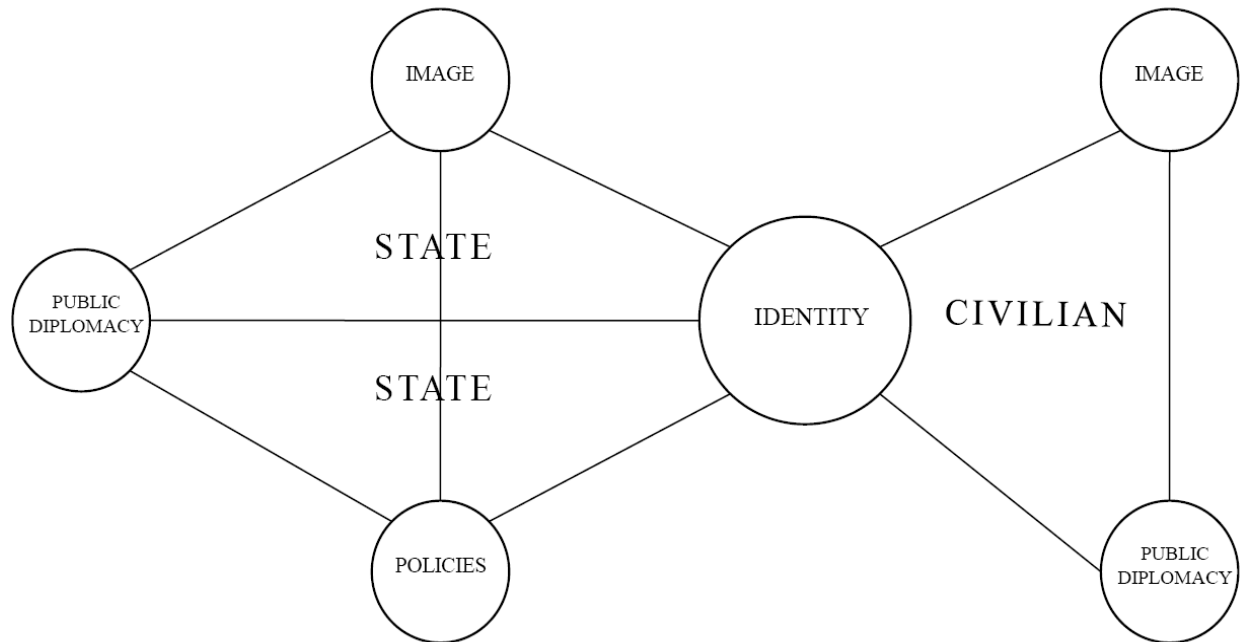 IMAGE
IMAGE
STATE
PUBLIC
DIPLOMACY
IDENTITY
CIVILIAN
STATE
POLICIES
PUBLIC
DIPLOMACY